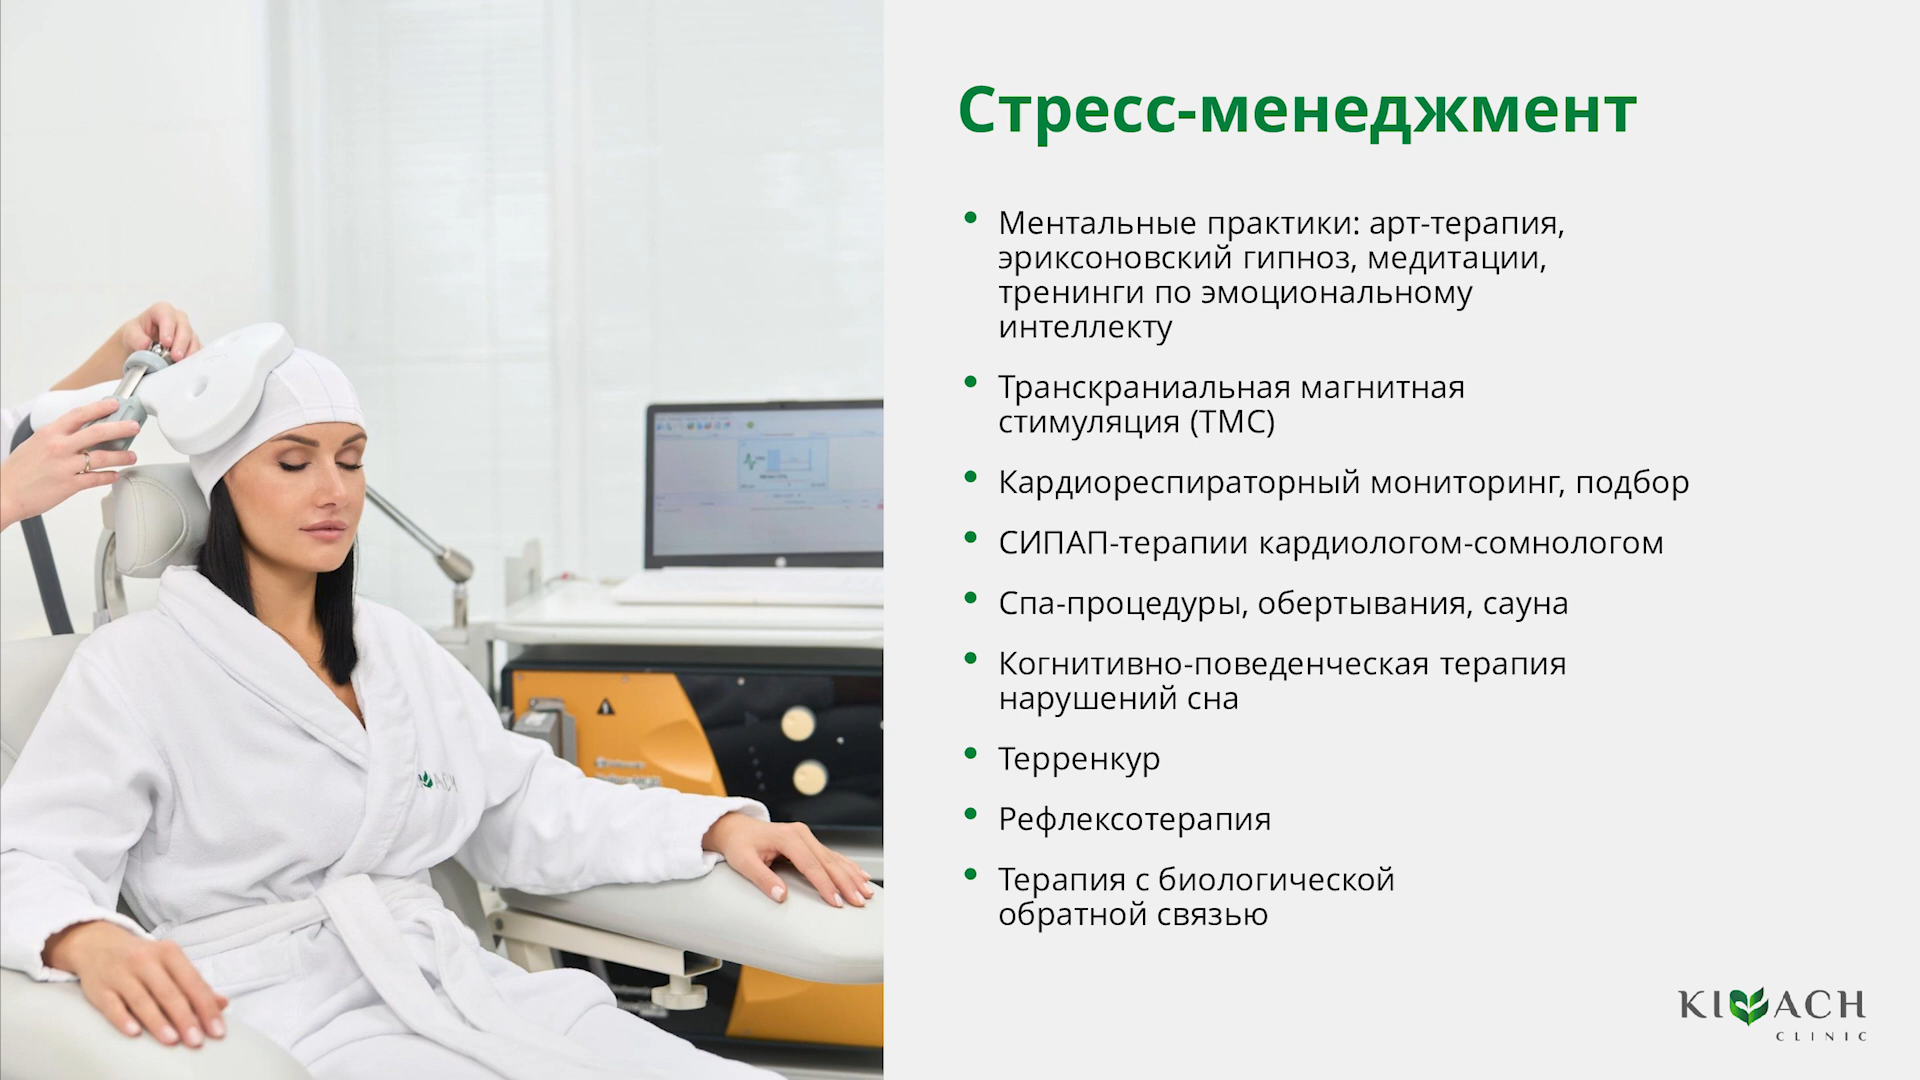 Стресс-менеджмент
• Ментальные практики: арт-терапия,
эриксоновский гипноз, медитации,
тренинги по эмоциональному
интеллекту
• Транскраниальная магнитная
стимуляция (ТМС)
• Кардиореспираторный мониторинг, подбор
• СИПАП-терапии кардиологом-сомнологом
• Спа-процедуры, обертывания, сауна
• Когнитивно-поведенческая терапия
нарушений сна
• Терренкур
• Рефлексотерапия
• Терапия с биологической
обратной связью
KIVACH
CLINIC